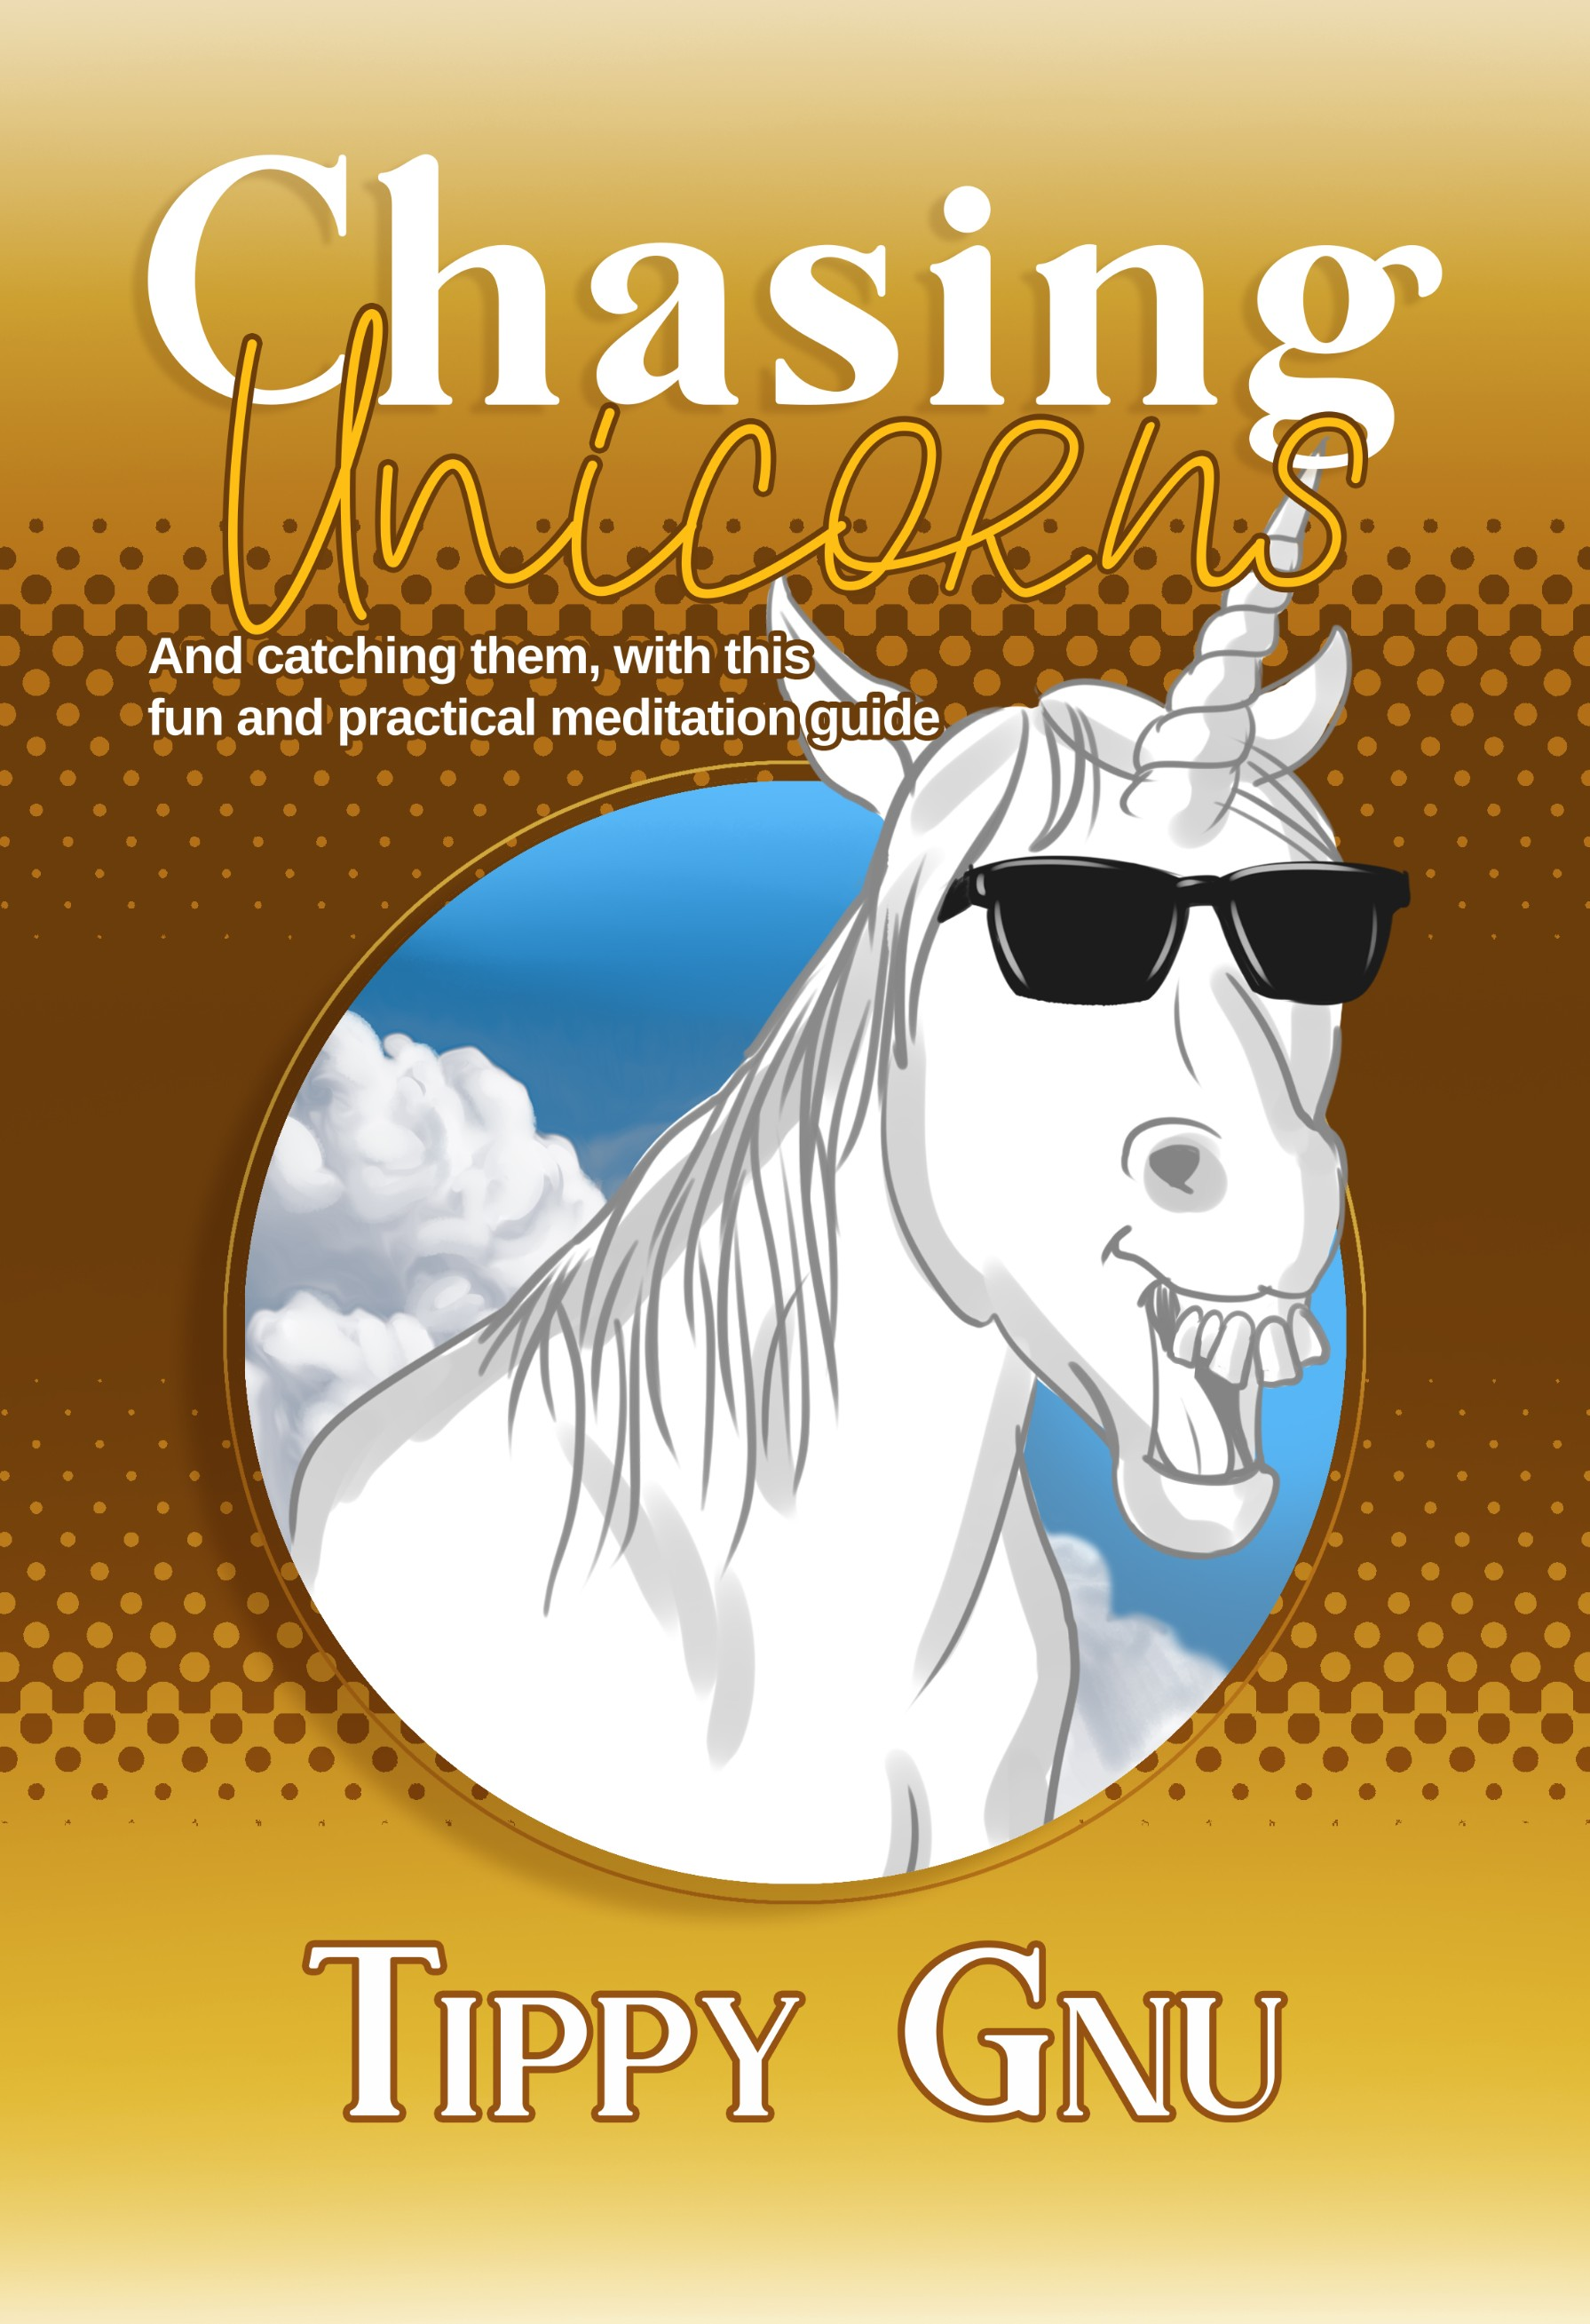 Chasing
Unicorns
And catching them, with this
fun and practical meditation guide
Tippy Gnu